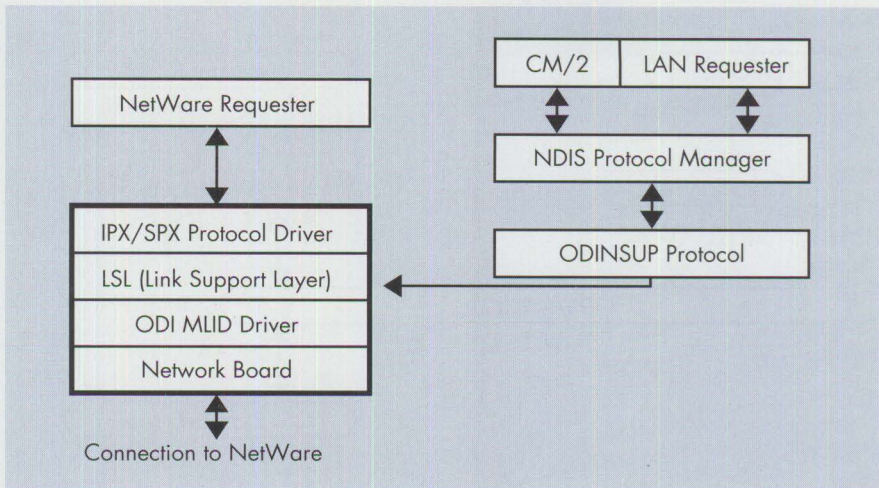 NetWare Requester
IPX/SPX Protocol Driver
LSL (Link Support Layer)
ODI MLID Driver
Network Board
Connection to NetWare
CM/2
LAN Requester
NDIS Protocol Manager
ODINSUP Protocol